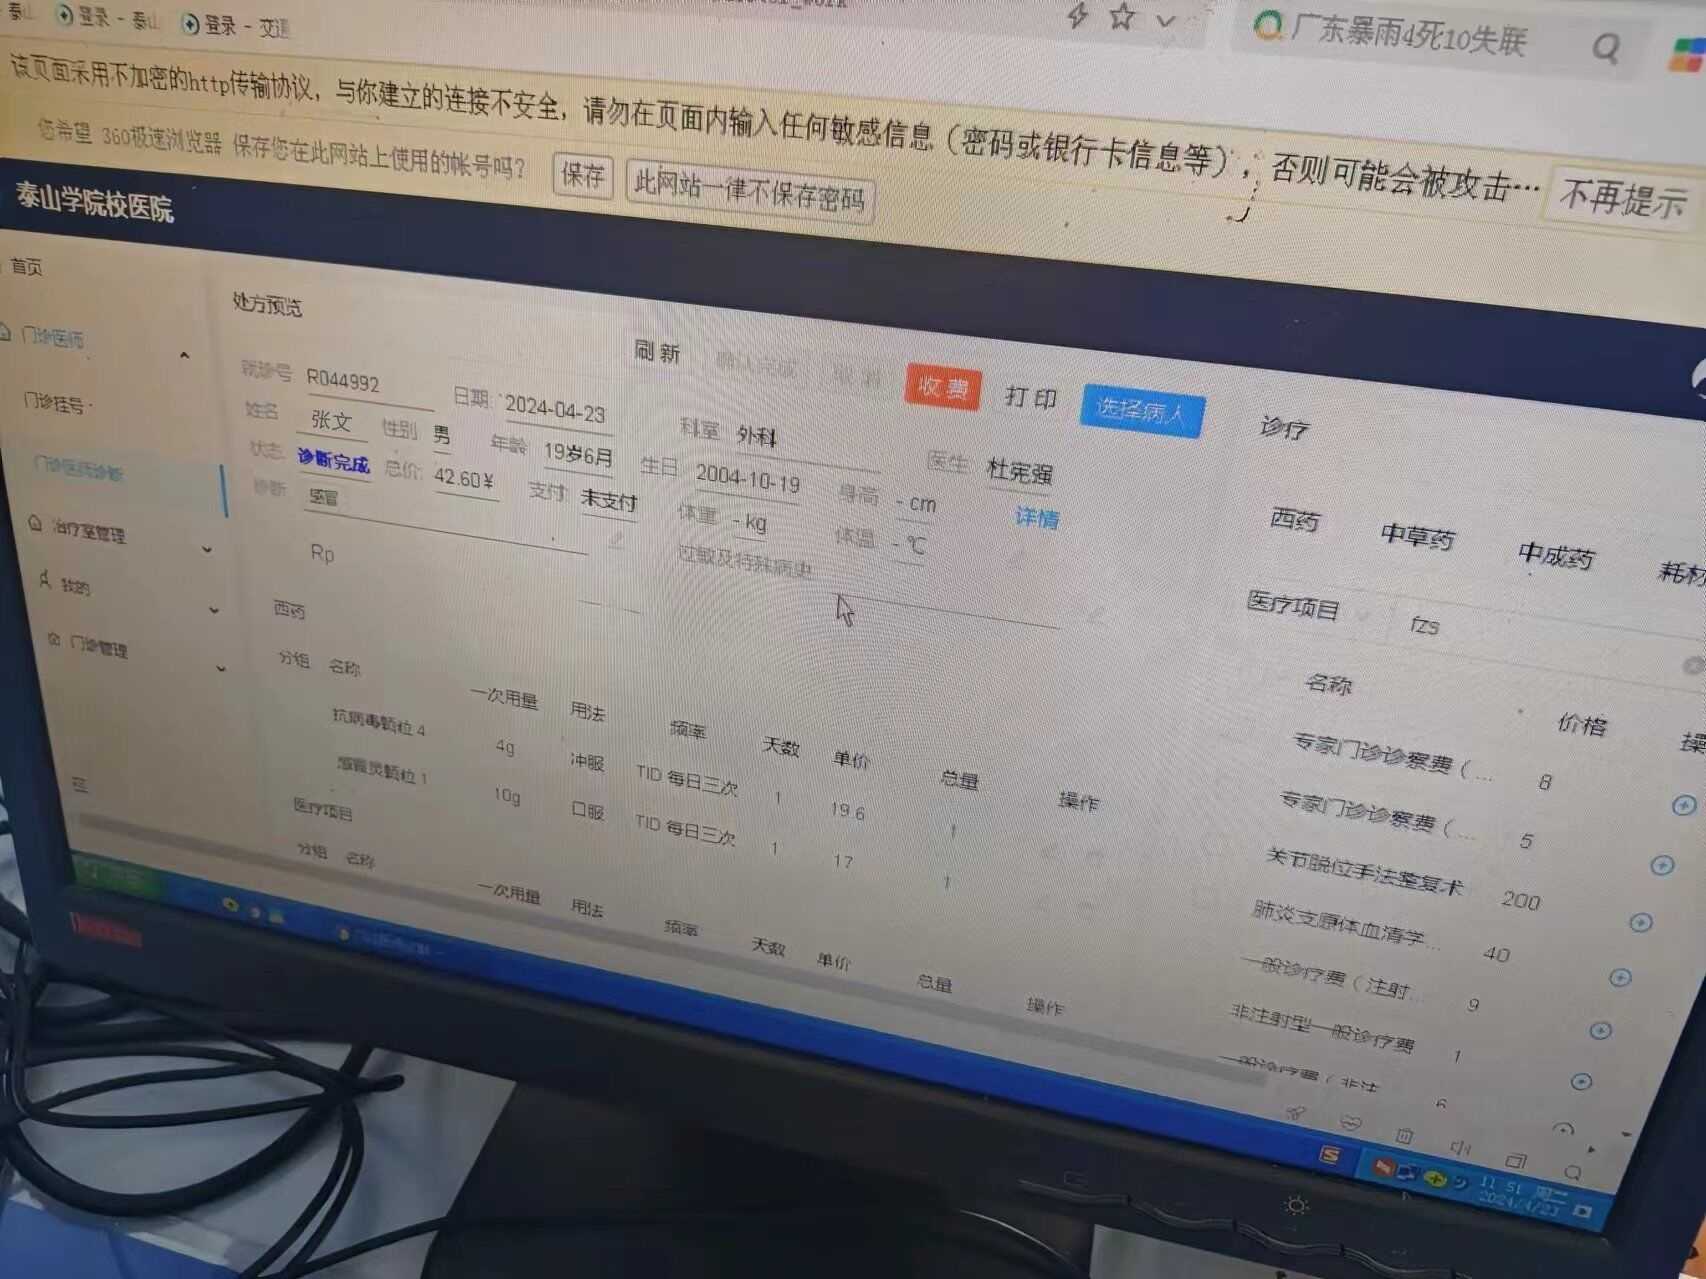 登录 - 泰山 登录 - 交通
广东暴雨4死10失联
该页面采用不加密的http传输协议，与你建立的连接不安全，请勿在页面内输入任何敏感信息（密码或银行卡信息等），否则可能会被攻击… 不再提示
您希望 360极速浏览器 保存您在此网站上使用的帐号吗？ 保存 此网站一律不保存密码
泰山学院校医院
首页
门诊医师
门诊挂号
门诊医师诊断
治疗室管理
我的
门诊管理
处方预览
刷新 收费 打印 选择病人
就诊号 R044992 日期: 2024-04-23 科室 外科 医生 杜宪强
姓名 张文 性别 男 年龄 19岁6月 生日 2004-10-19 身高 - cm 详情
状态 诊断完成 总价: 42.60¥ 支付 未支付 体重 - kg 体温 - ℃
诊断 感冒 过敏及特殊病史
Rp
西药
分组 名称 一次用量 用法 频率 天数 单价 总量 操作
抗病毒颗粒 4 4g 冲服 TID 每日三次 1 19.6 1
感冒灵颗粒 1 10g 口服 TID 每日三次 1 17 1
医疗项目
分组 名称 一次用量 用法 频率 天数 单价 总量 操作
诊疗
西药 中草药 中成药 耗材
医疗项目 fzs
名称 价格 操
专家门诊诊察费（... 8
专家门诊诊察费（... 5
关节脱位手法整复术 200
肺炎支原体血清学... 40
一般诊疗费（注射... 9
非注射型一般诊疗费 1
一般诊疗费（非注 6
11:51 周二
2024/4/23